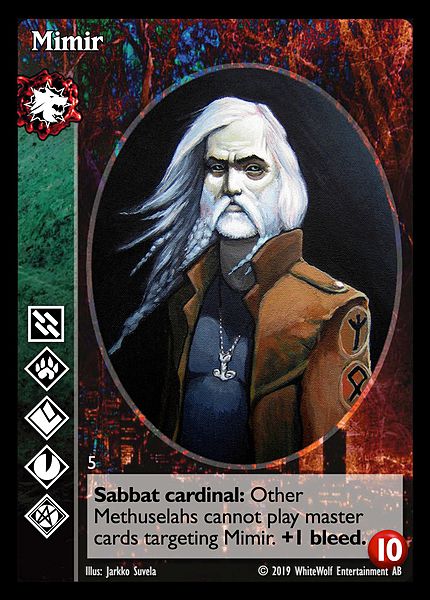 Mimir
5
Sabbat cardinal: Other
Methuselahs cannot play master
cards targeting Mimir. +1 bleed.
10
Illus: Jarkko Suvela
© 2019 WhiteWolf Entertainment AB